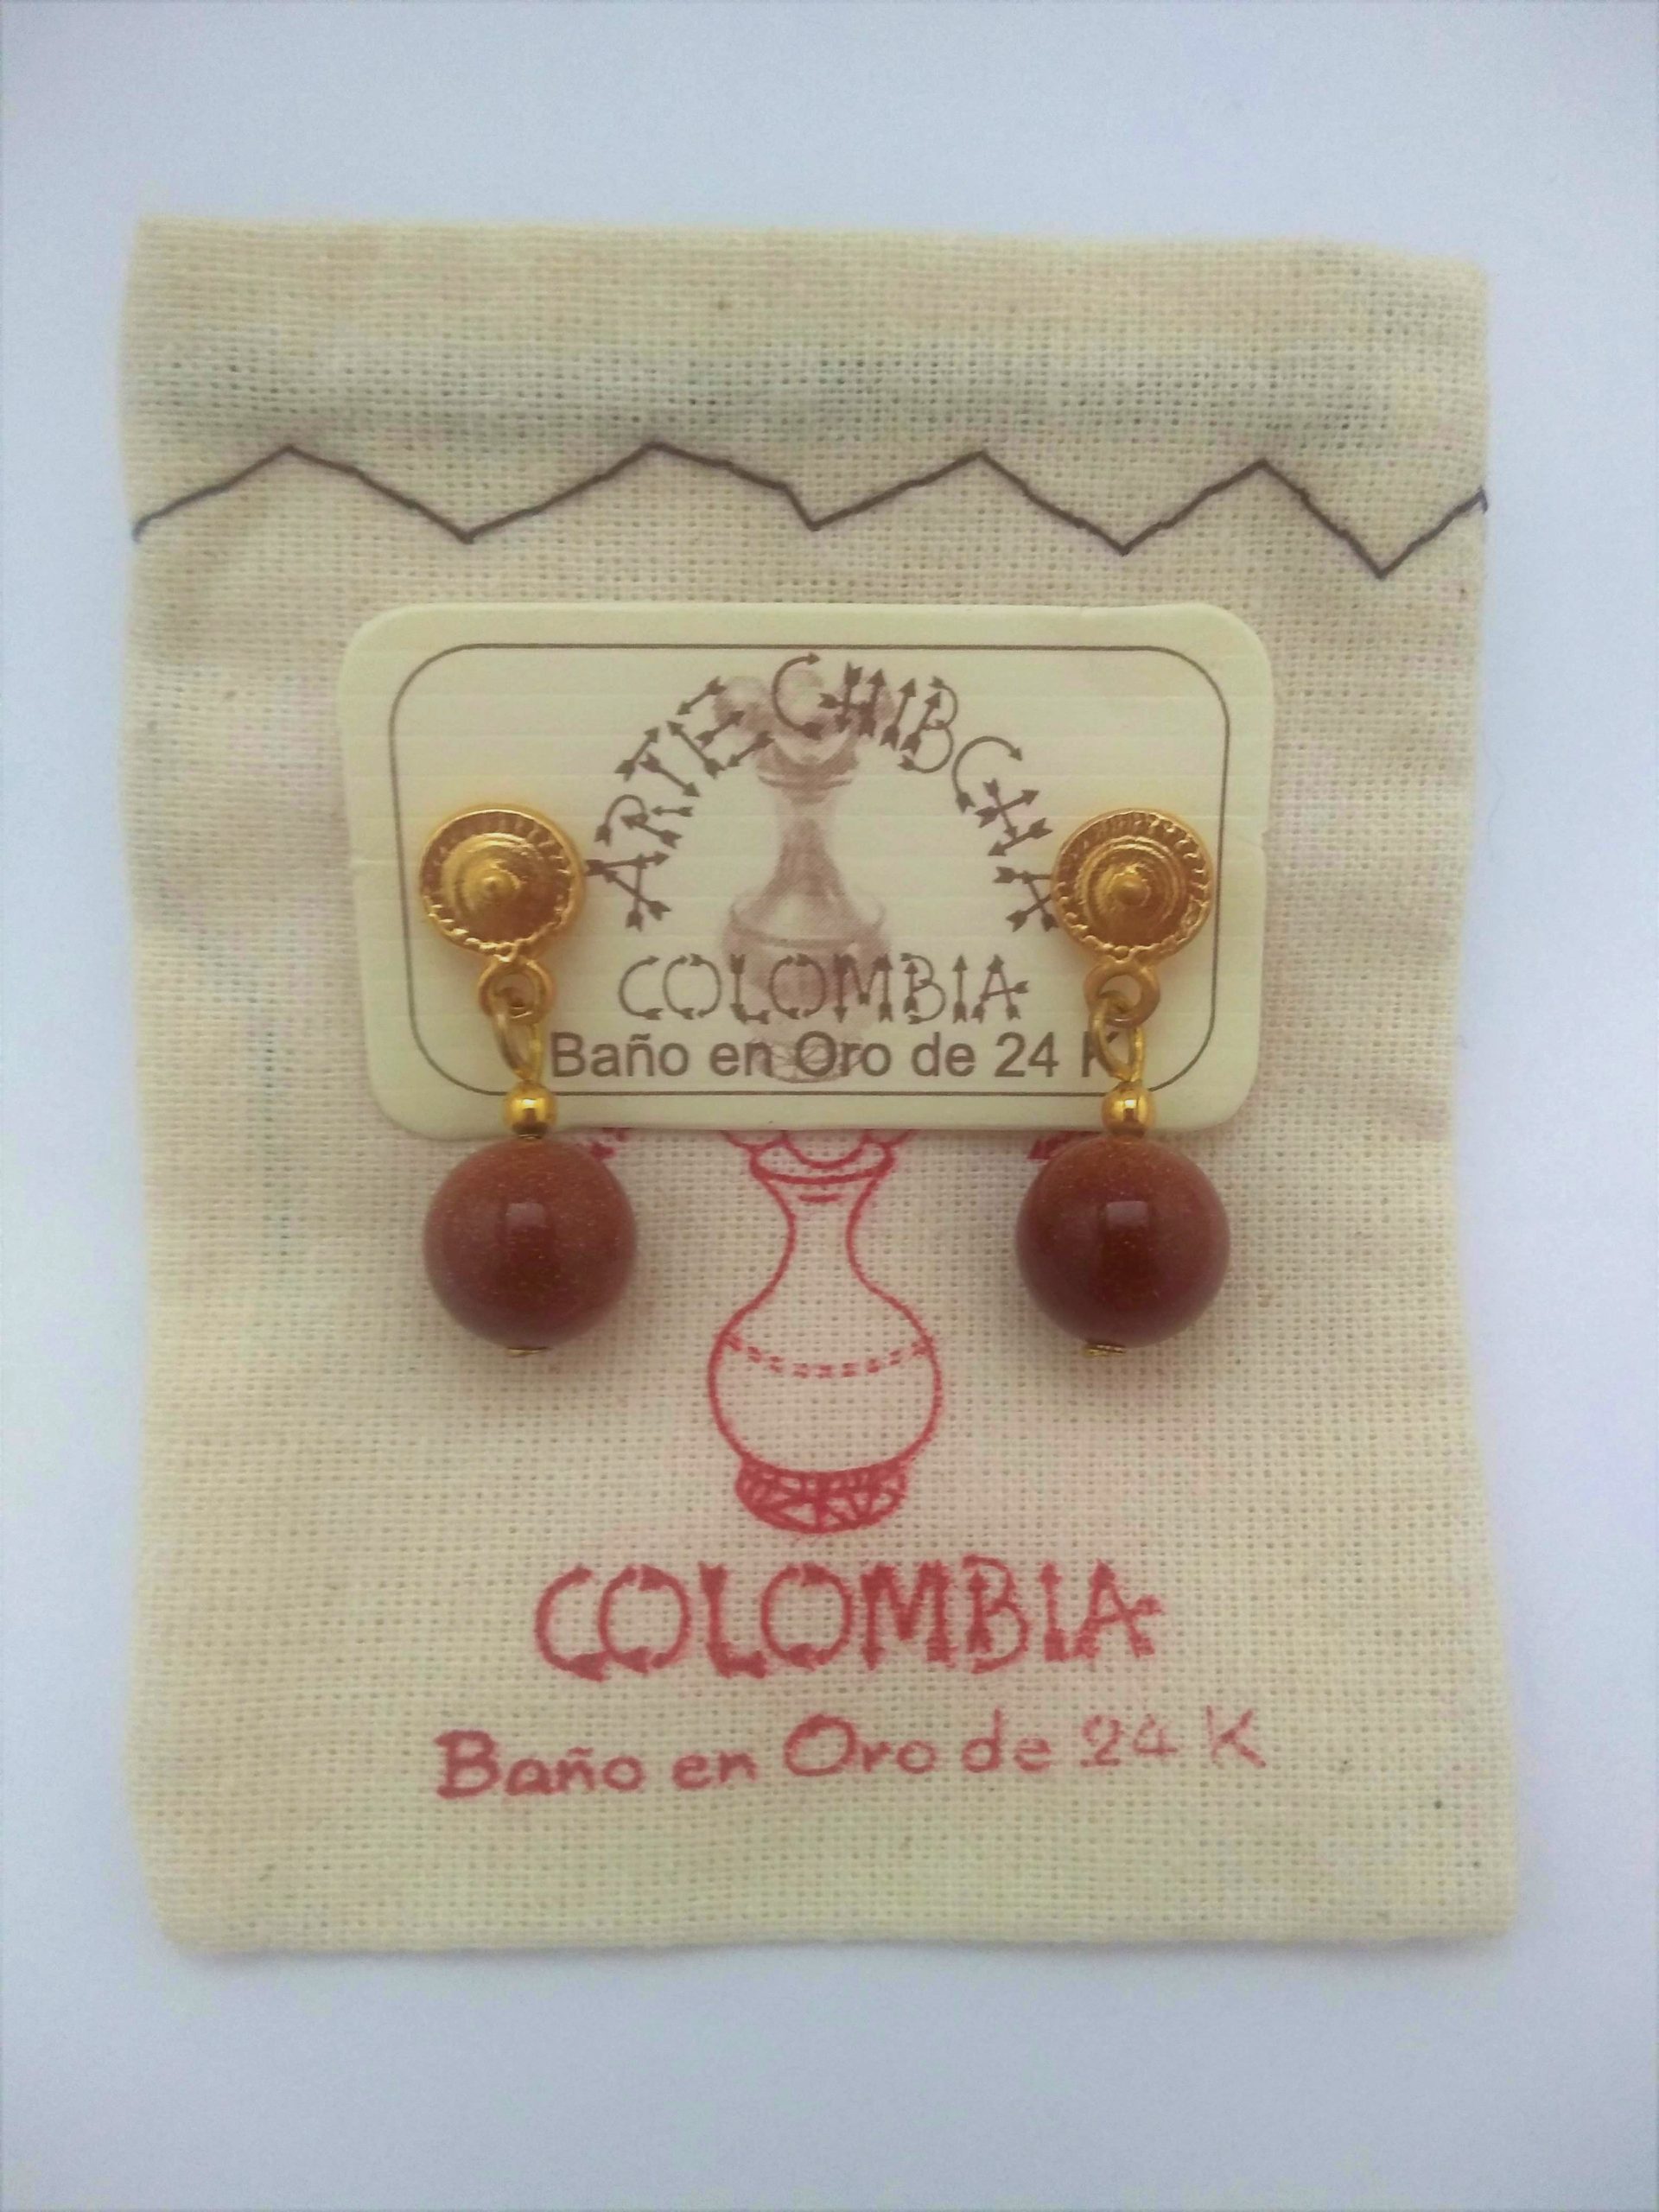 ARTE CHIBCHA
COLOMBIA
Baño en Oro de 24 K
COLOMBIA
Baño en Oro de 24 K